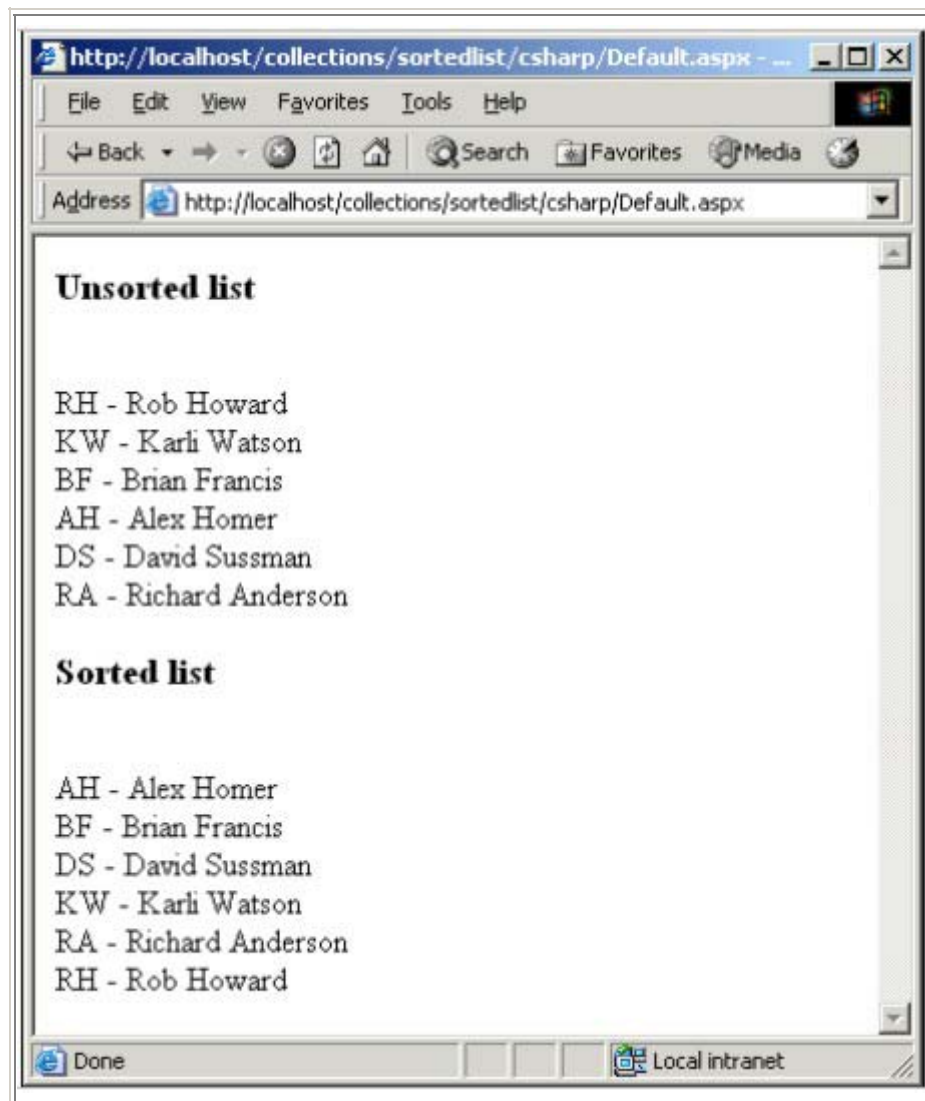 http://localhost/collections/sortedlist/csharp/Default.aspx - ...
File Edit View Favorites Tools Help
Back Search Favorites Media
Address http://localhost/collections/sortedlist/csharp/Default.aspx
Unsorted list
RH - Rob Howard
KW - Karli Watson
BF - Brian Francis
AH - Alex Homer
DS - David Sussman
RA - Richard Anderson
Sorted list
AH - Alex Homer
BF - Brian Francis
DS - David Sussman
KW - Karli Watson
RA - Richard Anderson
RH - Rob Howard
Done Local intranet